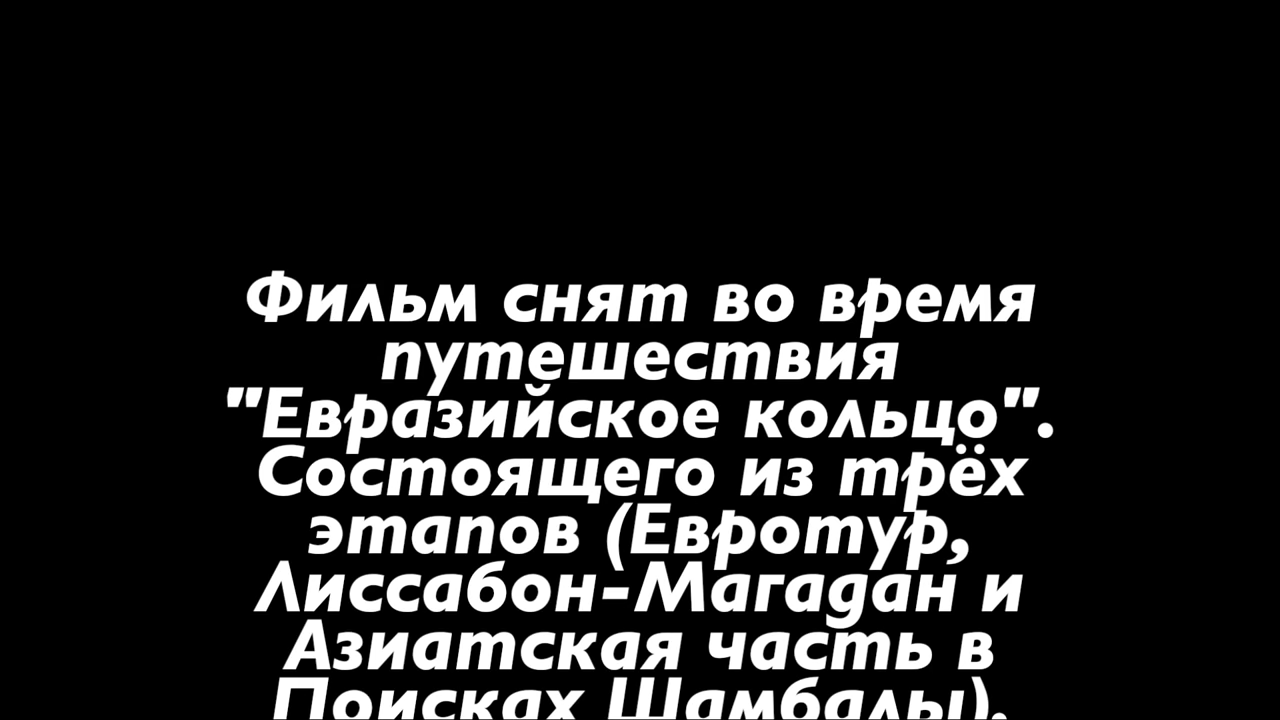 Фильм снят во время
путешествия
"Евразийское кольцо".
Состоящего из трёх
этапов (Евротур,
Лиссабон-Магадан и
Азиатская часть в
Поисках Шамбалы).